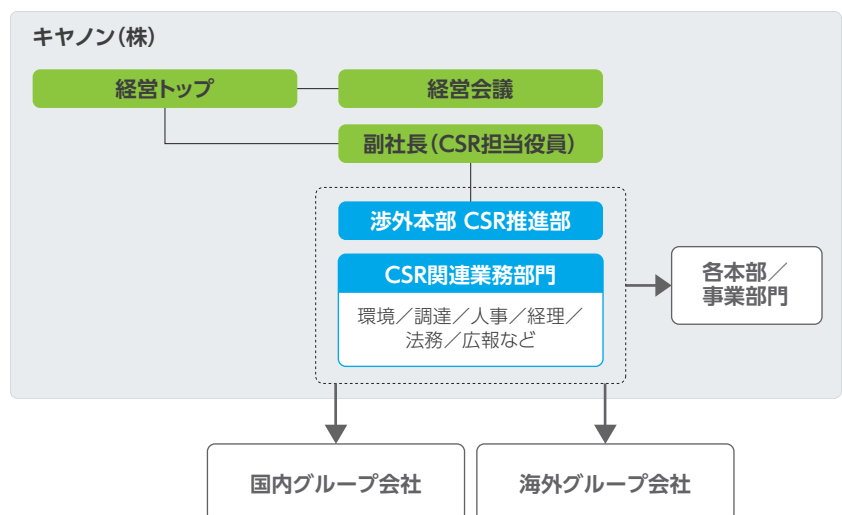 キヤノン（株）
経営トップ
経営会議
副社長（CSR担当役員）
渉外本部 CSR推進部
CSR関連業務部門
環境／調達／人事／経理／
法務／広報など
各本部／
事業部門
国内グループ会社
海外グループ会社